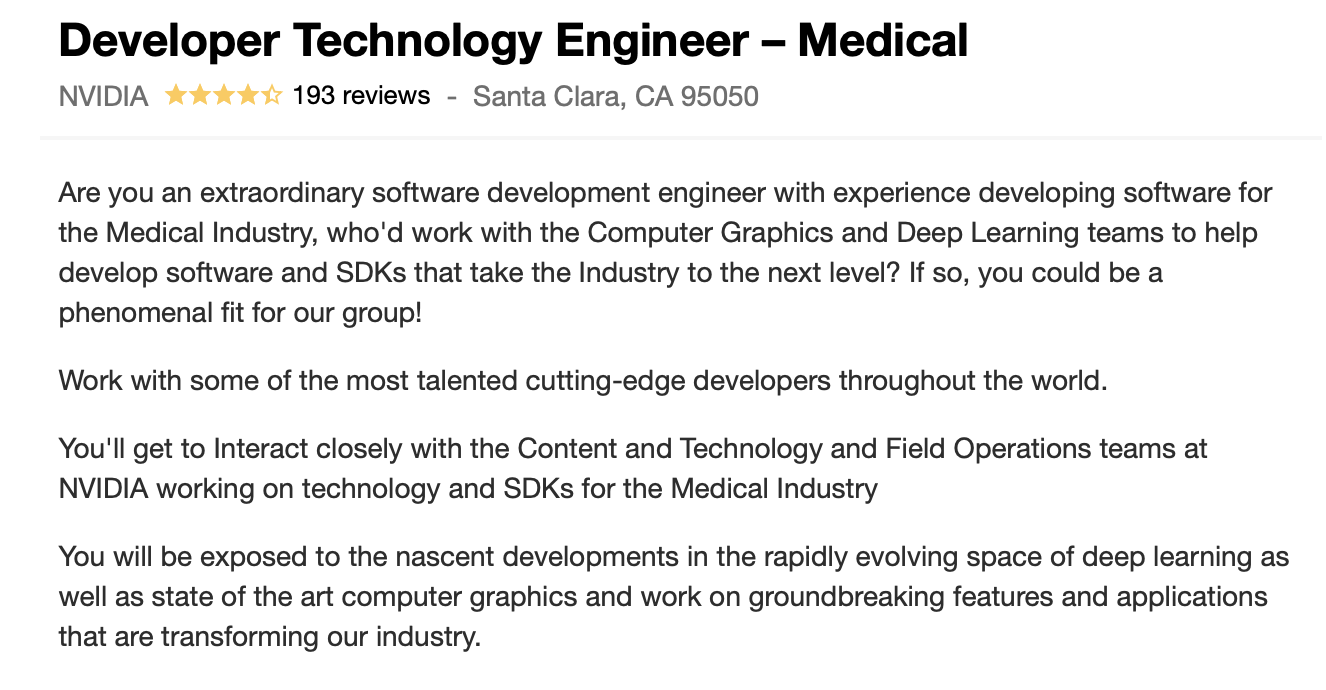 Developer Technology Engineer – Medical
NVIDIA 193 reviews - Santa Clara, CA 95050
Are you an extraordinary software development engineer with experience developing software for
the Medical Industry, who'd work with the Computer Graphics and Deep Learning teams to help
develop software and SDKs that take the Industry to the next level? If so, you could be a
phenomenal fit for our group!
Work with some of the most talented cutting-edge developers throughout the world.
You'll get to Interact closely with the Content and Technology and Field Operations teams at
NVIDIA working on technology and SDKs for the Medical Industry
You will be exposed to the nascent developments in the rapidly evolving space of deep learning as
well as state of the art computer graphics and work on groundbreaking features and applications
that are transforming our industry.